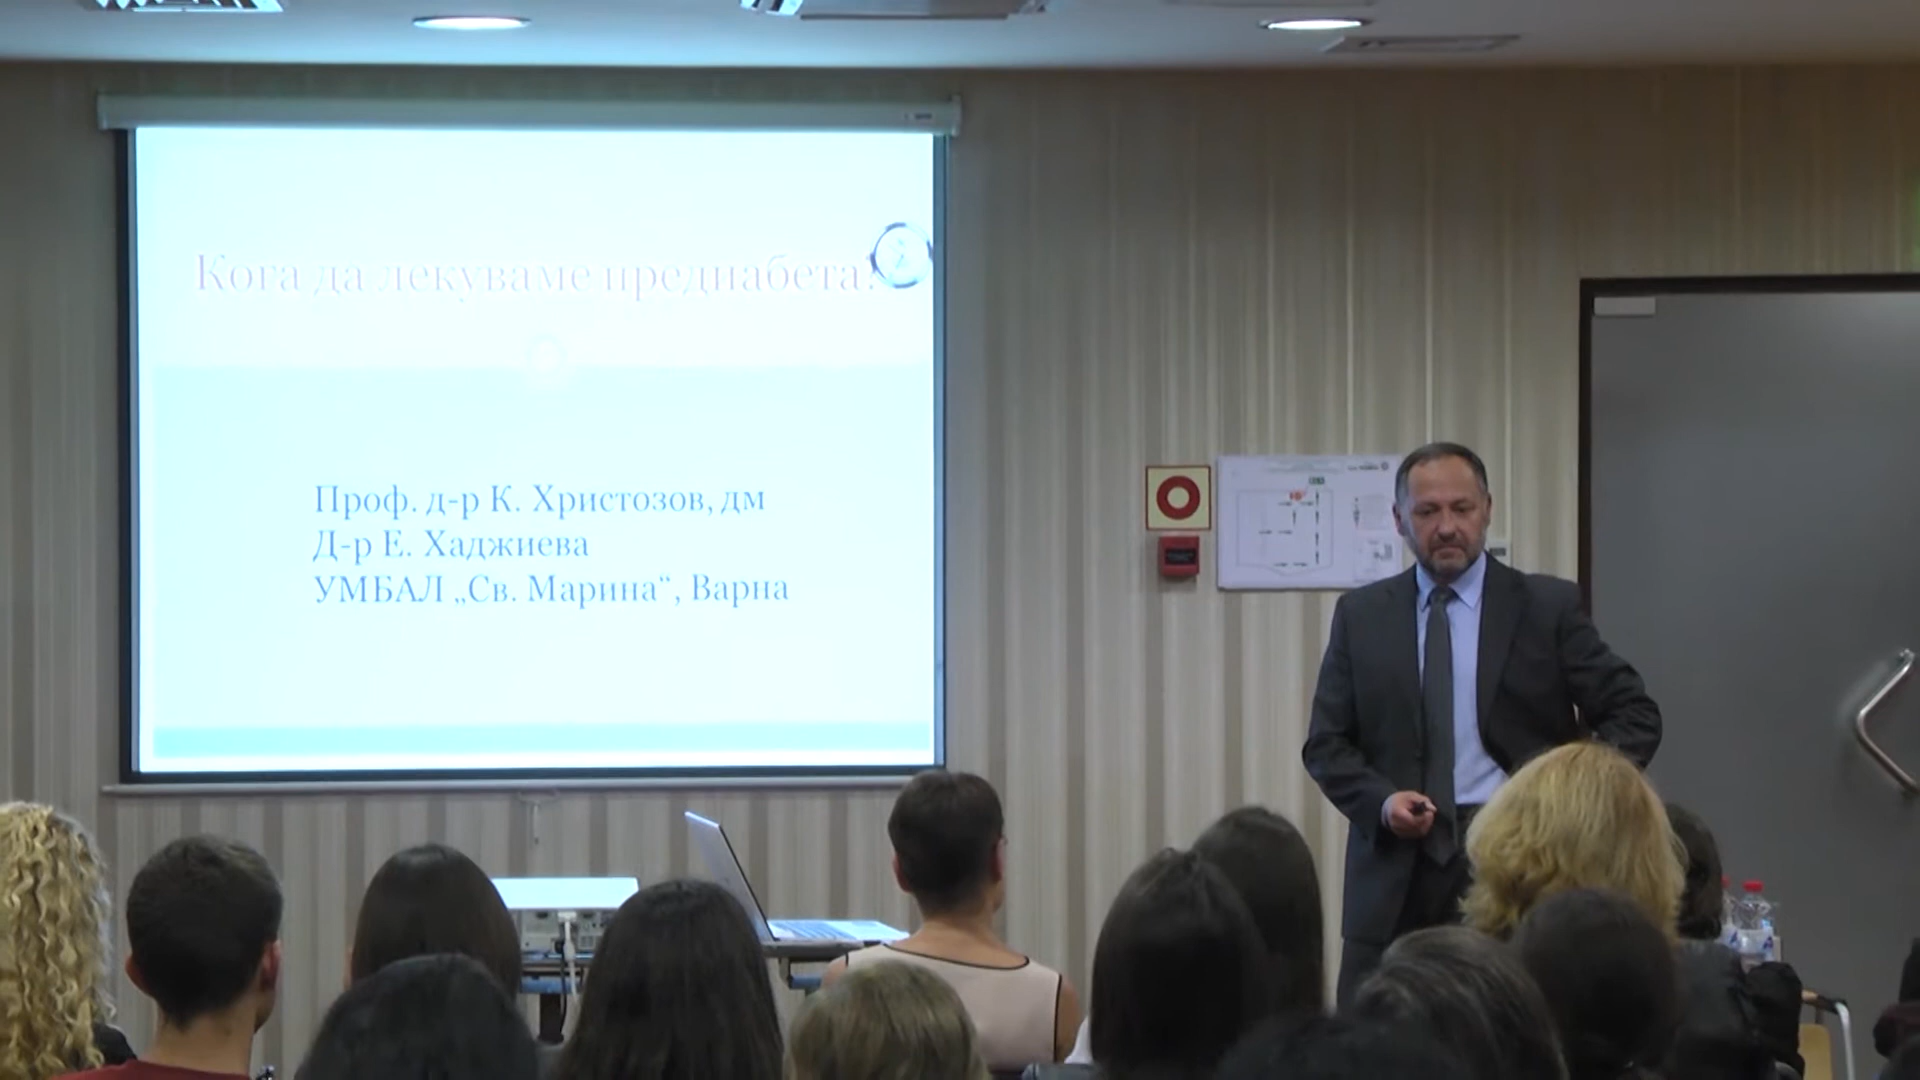 Кога да лекуваме предиабета?
Проф. д-р К. Христозов, дм
Д-р Е. Хаджиева
УМБАЛ „Св. Марина“, Варна